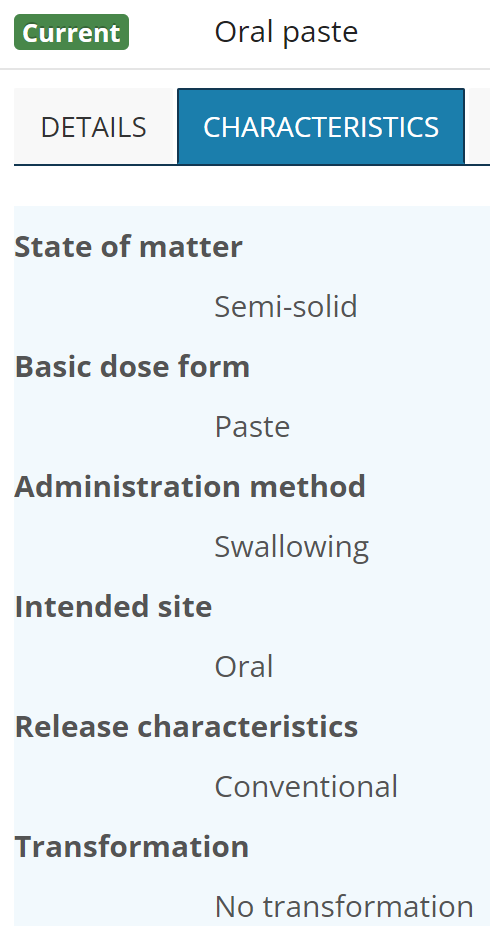 Current Oral paste
DETAILS CHARACTERISTICS
State of matter
Semi-solid
Basic dose form
Paste
Administration method
Swallowing
Intended site
Oral
Release characteristics
Conventional
Transformation
No transformation